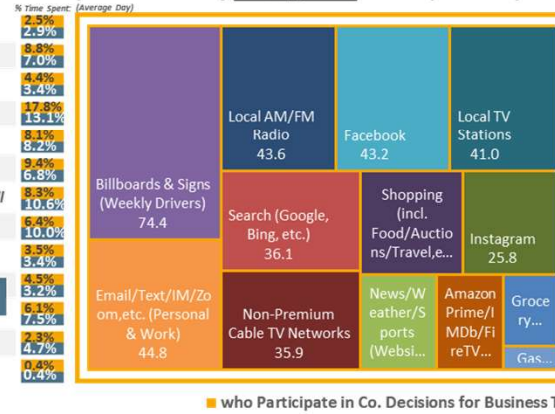 % Time Spent: (Average Day)
2.5%
2.9%
8.8%
7.0%
4.4%
3.4%
17.8%
13.1%
8.1%
8.2%
9.4%
6.8%
8.3%
10.6%
6.4%
10.0%
3.5%
3.4%
4.5%
3.2%
6.1%
7.5%
2.3%
4.7%
0.4%
0.4%
Billboards & Signs
(Weekly Drivers)
74.4
Email/Text/IM/Zo
om,etc. (Personal
& Work)
44.8
Local AM/FM
Radio
43.6
Facebook
43.2
Local TV
Stations
41.0
Search (Google,
Bing, etc.)
36.1
Shopping
(incl.
Food/Auctio
ns/Travel,e...
Instagram
25.8
Non-Premium
Cable TV Networks
35.9
News/W
eather/S
ports
(Websi...
Amazon
Prime/I
MDb/Fi
reTV...
Groce
ry...
Gas...
who Participate in Co. Decisions for Business T